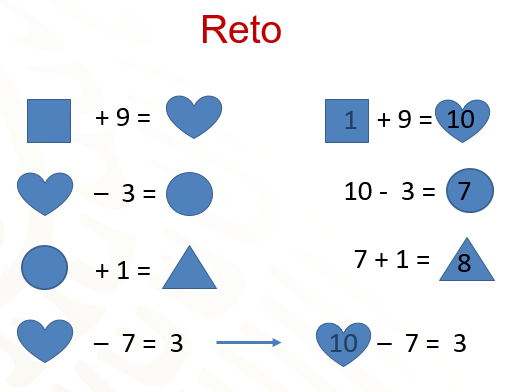 Reto
+ 9 =
1 + 9 = 10
– 3 =
10 - 3 = 7
+ 1 =
7 + 1 = 8
– 7 = 3
10 – 7 = 3